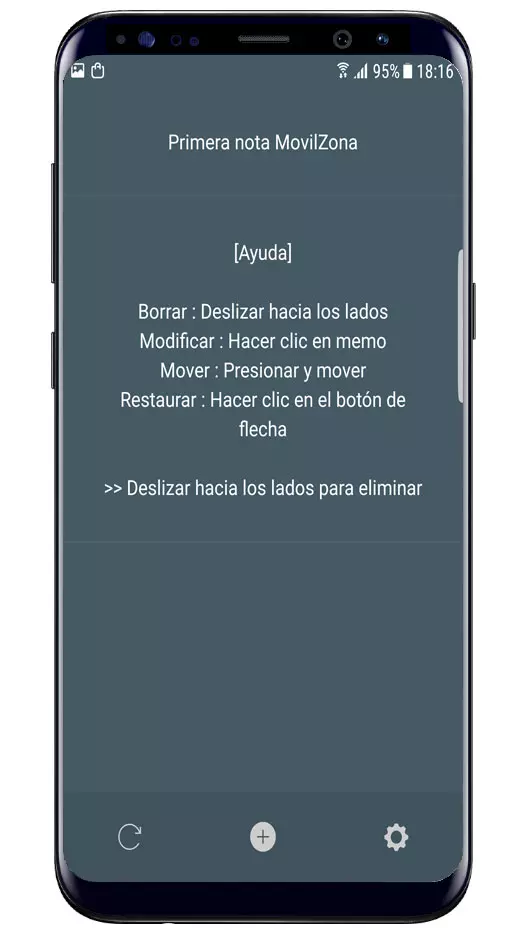 95% 18:16
Primera nota MovilZona
[Ayuda]
Borrar : Deslizar hacia los lados
Modificar : Hacer clic en memo
Mover : Presionar y mover
Restaurar : Hacer clic en el botón de
flecha
>> Deslizar hacia los lados para eliminar